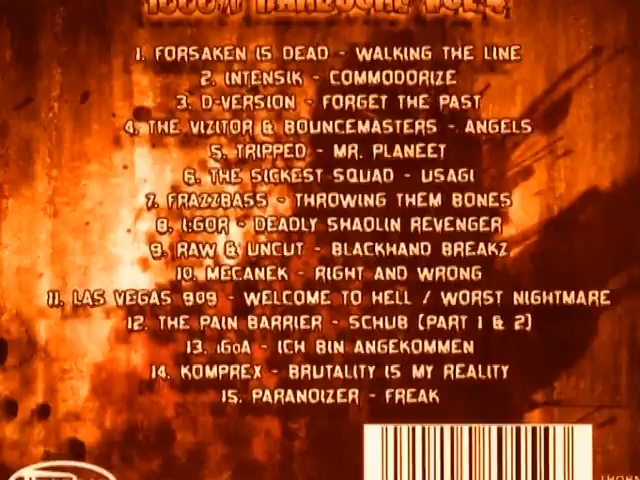 1000% HARDCORE VOL.4
1. FORSAKEN IS DEAD - WALKING THE LINE
2. INTENSIK - COMMODORIZE
3. D-VERSION - FORGET THE PAST
4. THE VIZITOR & BOUNCEMASTERS - ANGELS
5. TRIPPED - MR. PLANEET
6. THE SICKEST SQUAD - USAGI
7. FRAZZBASS - THROWING THEM BONES
8. I:GOR - DEADLY SHAOLIN REVENGER
9. RAW & UNCUT - BLACKHAND BREAKZ
10. MECANEK - RIGHT AND WRONG
11. LAS VEGAS 909 - WELCOME TO HELL / WORST NIGHTMARE
12. THE PAIN BARRIER - SCHUB (PART 1 & 2)
13. iGoA - ICH BIN ANGEKOMMEN
14. KOMPREX - BRUTALITY IS MY REALITY
15. PARANOIZER - FREAK